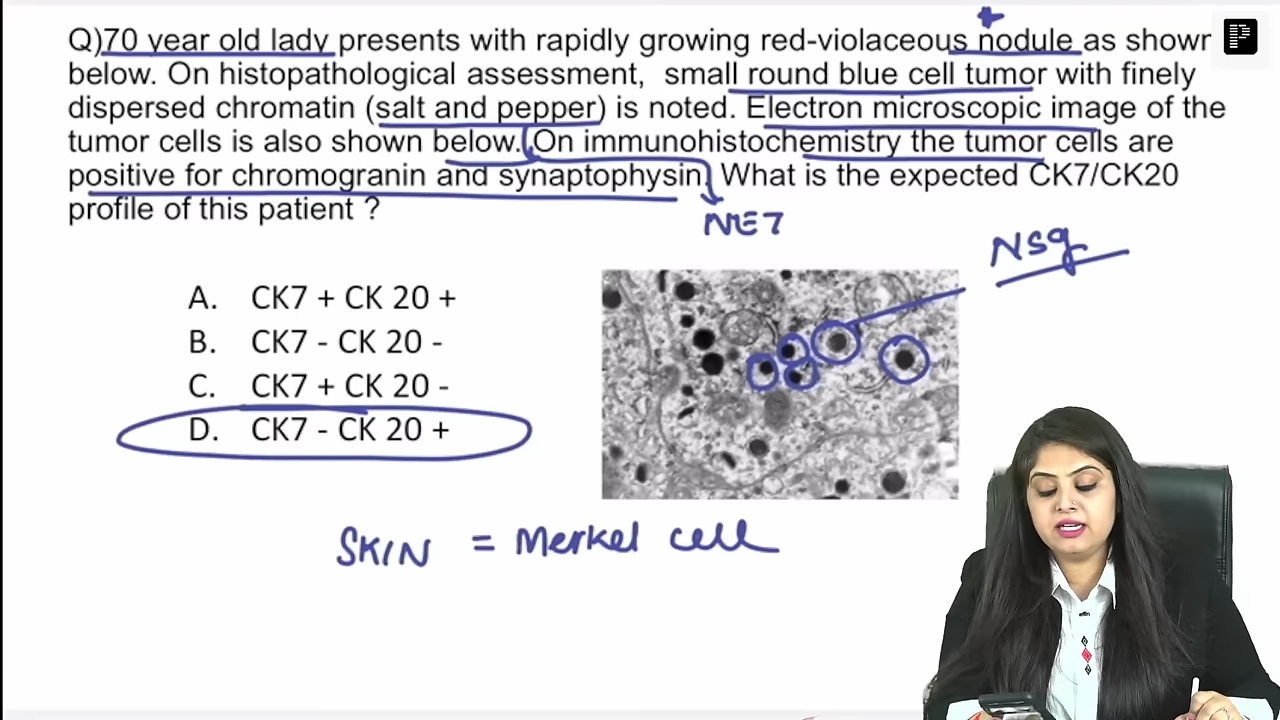 Q)70 year old lady presents with rapidly growing red-violaceous nodule as shown
below. On histopathological assessment, small round blue cell tumor with finely
dispersed chromatin (salt and pepper) is noted. Electron microscopic image of the
tumor cells is also shown below. On immunohistochemistry the tumor cells are
positive for chromogranin and synaptophysin. What is the expected CK7/CK20
profile of this patient ?
NET
NSg
A. CK7 + CK 20 +
B. CK7 - CK 20 -
C. CK7 + CK 20 -
D. CK7 - CK 20 +
SKIN = Merkel cell